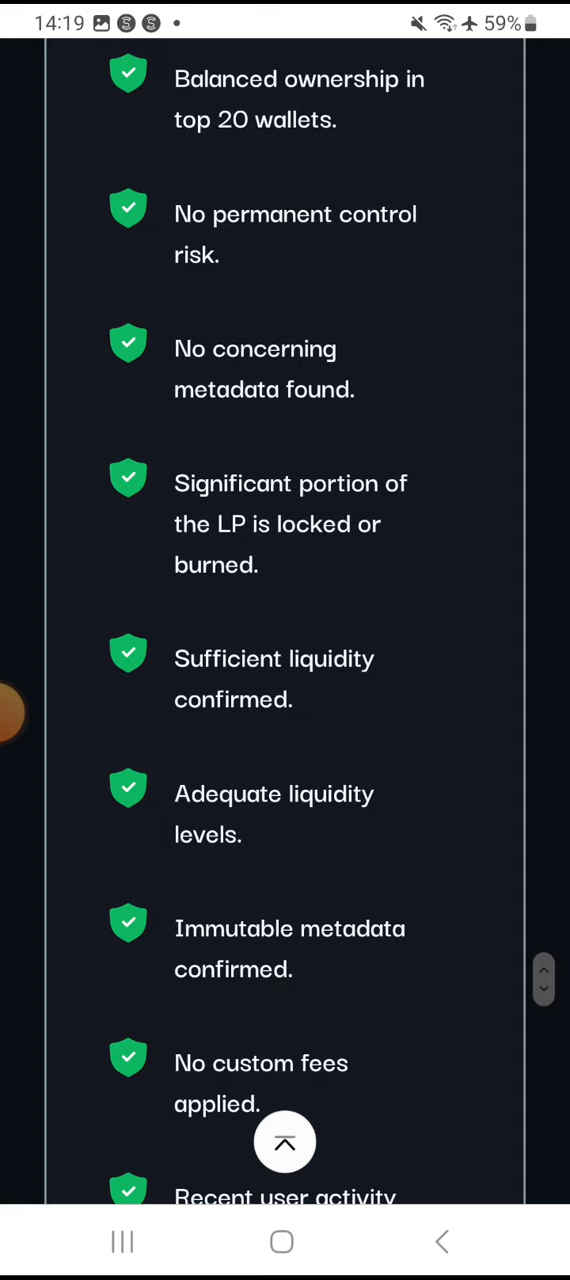 14:19
59%
Balanced ownership in
top 20 wallets.
No permanent control
risk.
No concerning
metadata found.
Significant portion of
the LP is locked or
burned.
Sufficient liquidity
confirmed.
Adequate liquidity
levels.
Immutable metadata
confirmed.
No custom fees
applied.
Recent user activity